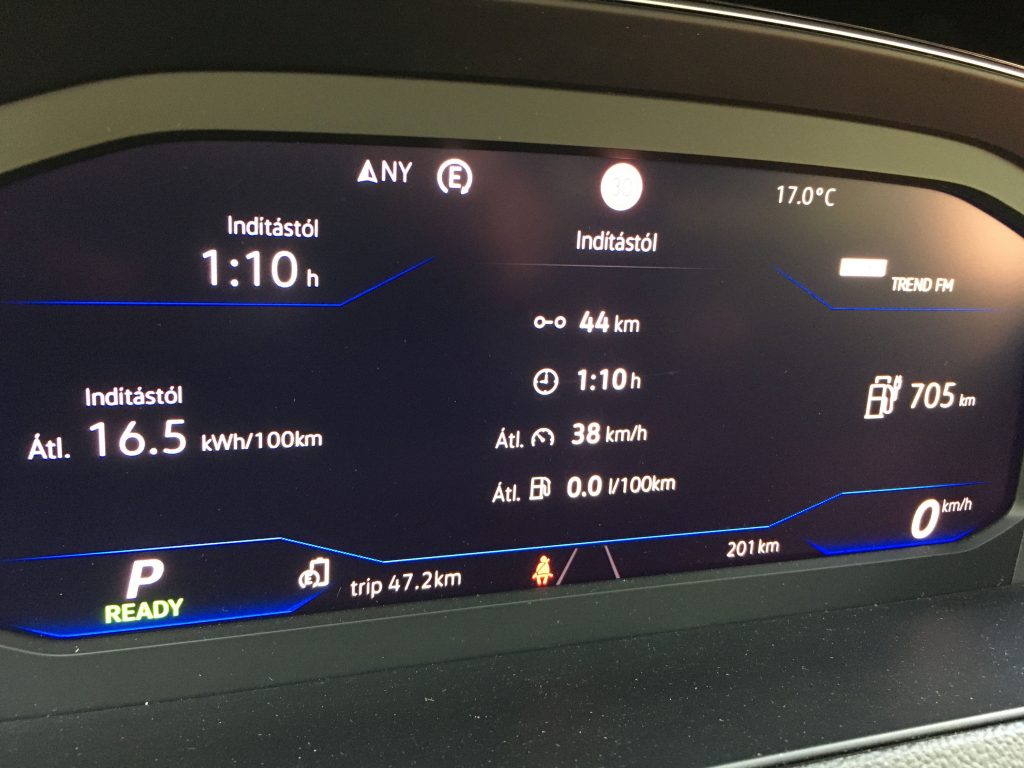 NY
E
30
17.0°C
Indítástól
1:10 h
Indítástól
TREND FM
44 km
1:10 h
705 km
Indítástól
Átl. 16.5 kWh/100km
Átl. 38 km/h
Átl. 0.0 l/100km
0 km/h
P
READY
E
trip 47.2km
201 km